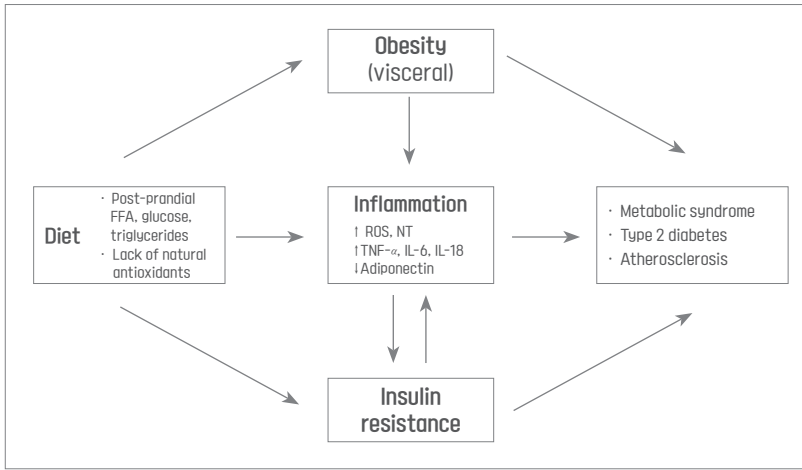 Obesity
(visceral)
Diet
· Post-prandial
FFA, glucose,
triglycerides
· Lack of natural
antioxidants
Inflammation
↑ ROS, NT
↑TNF-α, IL-6, IL-18
↓Adiponectin
· Metabolic syndrome
· Type 2 diabetes
· Atherosclerosis
Insulin
resistance